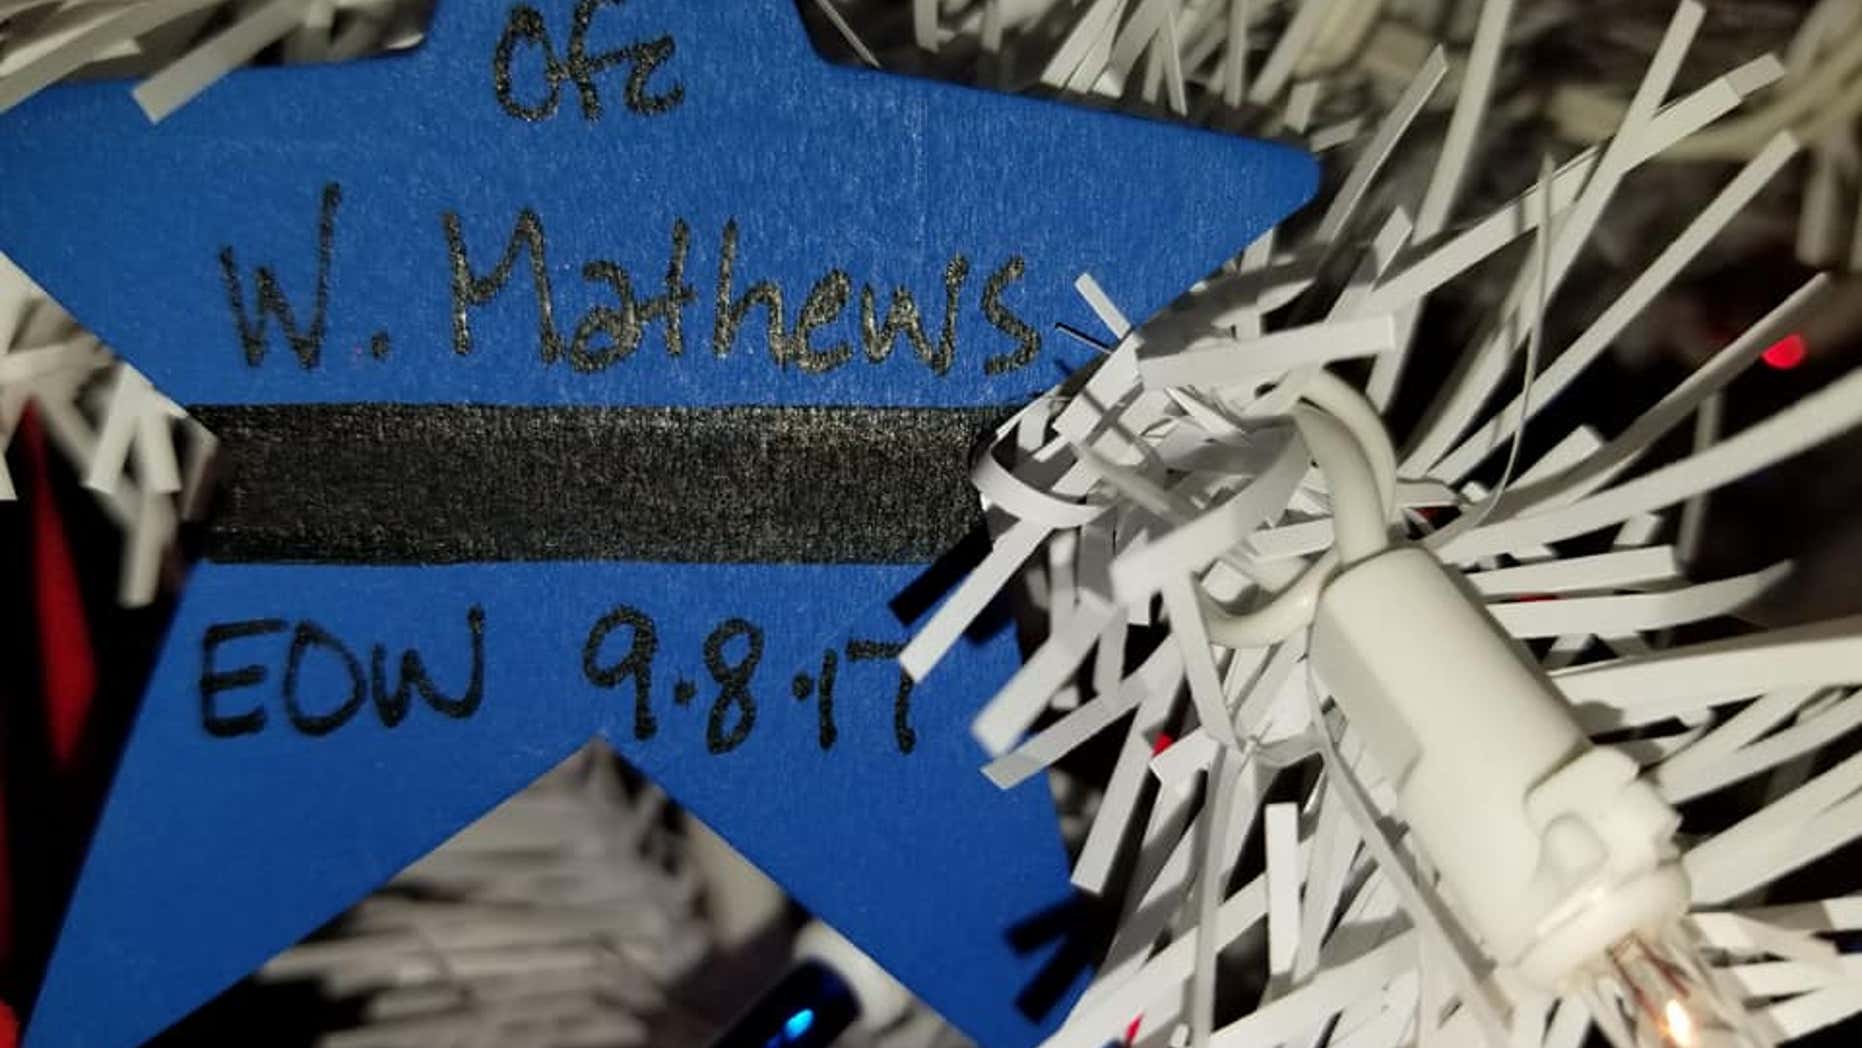 Ofc
W. Mathews
EOW 9.8.17